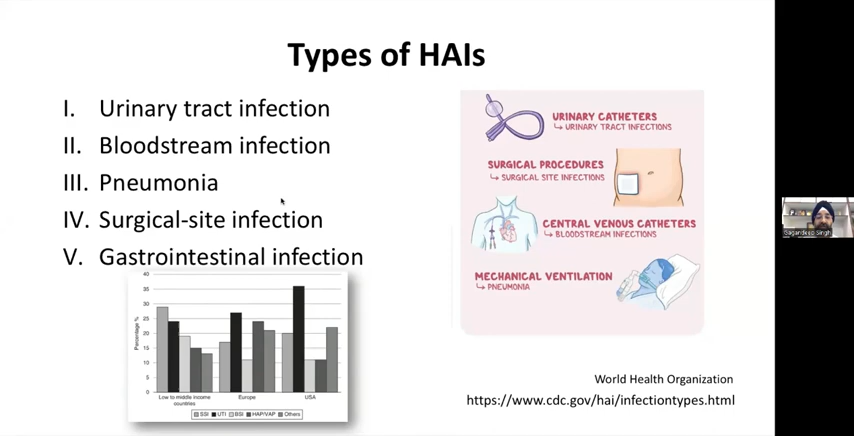 Types of HAIs
I. Urinary tract infection
II. Bloodstream infection
III. Pneumonia
IV. Surgical-site infection
V. Gastrointestinal infection
URINARY CATHETERS
↳ URINARY TRACT INFECTIONS
SURGICAL PROCEDURES
↳ SURGICAL SITE INFECTIONS
CENTRAL VENOUS CATHETERS
↳ BLOODSTREAM INFECTIONS
MECHANICAL VENTILATION
↳ PNEUMONIA
Percentage %
40
35
30
25
20
15
10
5
0
Low to middle income
countries
Europe
USA
SSI UTI BSI HAP/VAP Others
World Health Organization
https://www.cdc.gov/hai/infectiontypes.html
Gagandeep Singh